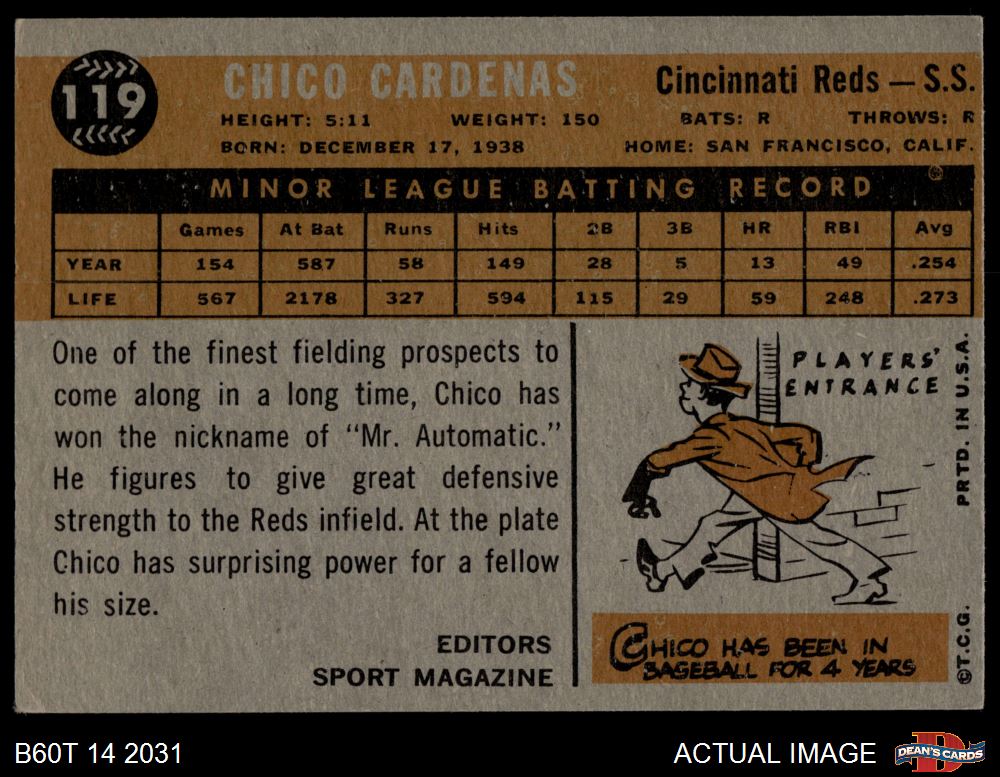 119
CHICO CARDENAS
Cincinnati Reds — S.S.
HEIGHT: 5:11 WEIGHT: 150 BATS: R THROWS: R
BORN: DECEMBER 17, 1938 HOME: SAN FRANCISCO, CALIF.
MINOR LEAGUE BATTING RECORD
Games At Bat Runs Hits 2B 3B HR RBI Avg
YEAR 154 587 58 149 28 5 13 49 .254
LIFE 567 2178 327 594 115 29 59 248 .273
One of the finest fielding prospects to
come along in a long time, Chico has
won the nickname of "Mr. Automatic."
He figures to give great defensive
strength to the Reds infield. At the plate
Chico has surprising power for a fellow
his size.
EDITORS
SPORT MAGAZINE
PLAYERS'
ENTRANCE
CHICO HAS BEEN IN
BASEBALL FOR 4 YEARS
©T.C.G. PRTD. IN U.S.A.
B60T 14 2031
ACTUAL IMAGE
DEAN'S CARDS